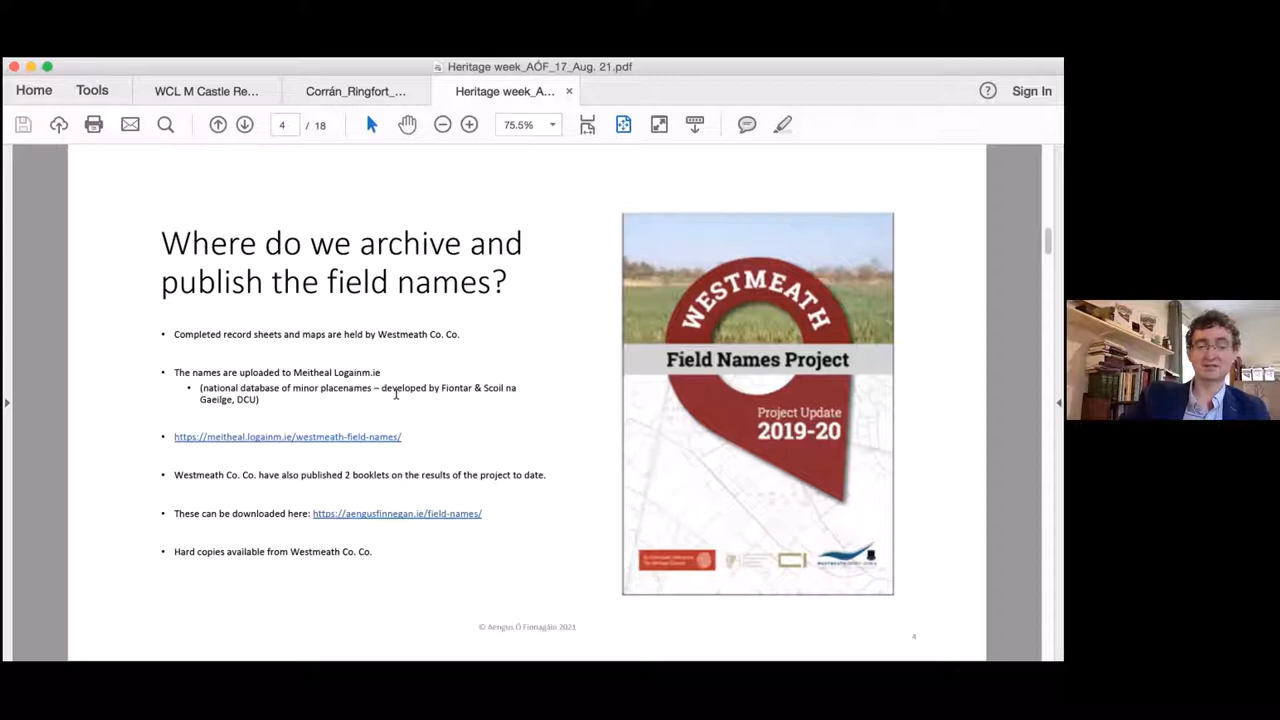 Heritage week_AÓF_17_Aug. 21.pdf
Home
Tools
WCL M Castle Re...
Corrán_Ringfort_...
Heritage week_A...
Sign In
4 / 18
75.5%
Where do we archive and
publish the field names?
• Completed record sheets and maps are held by Westmeath Co. Co.
• The names are uploaded to Meitheal Logainm.ie
• (national database of minor placenames – developed by Fiontar & Scoil na
Gaeilge, DCU)
• https://meitheal.logainm.ie/westmeath-field-names/
• Westmeath Co. Co. have also published 2 booklets on the results of the project to date.
• These can be downloaded here: https://aengusfinnegan.ie/field-names/
• Hard copies available from Westmeath Co. Co.
WESTMEATH
Field Names Project
Project Update
2019-20
© Aengus Ó Fionnagáin 2021
4